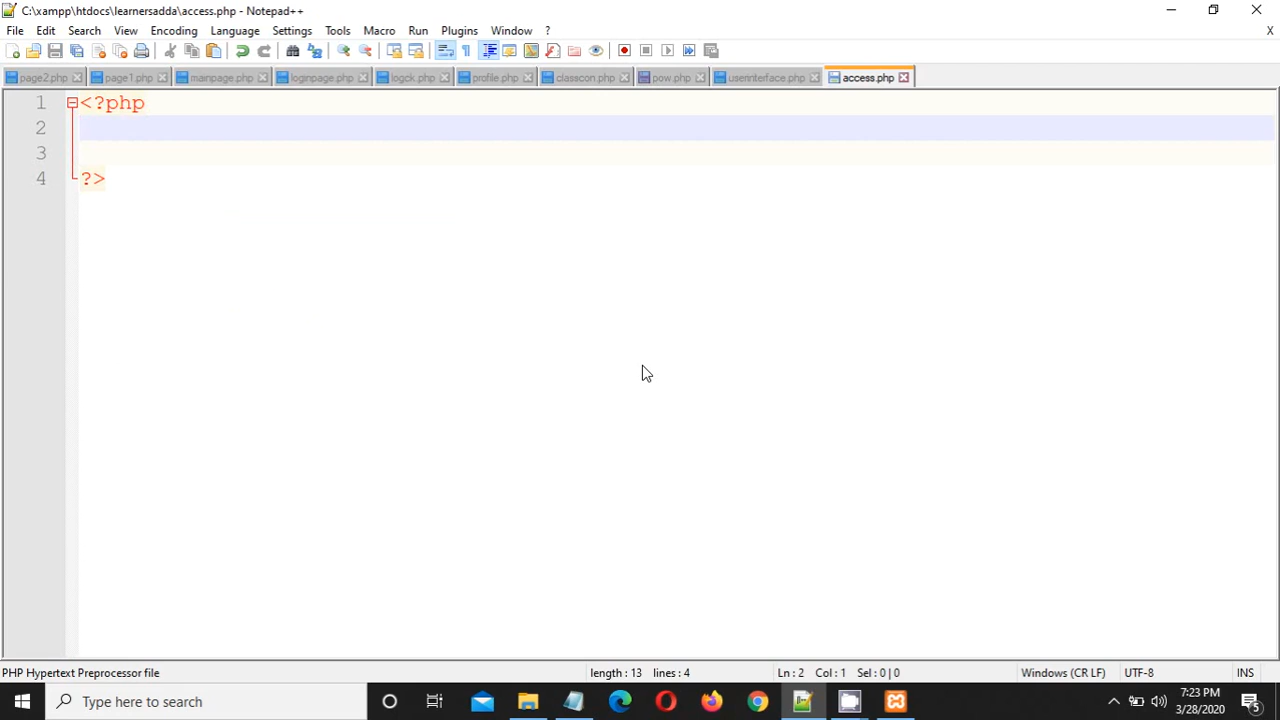 C:\xampp\htdocs\learnersadda\access.php - Notepad++
File Edit Search View Encoding Language Settings Tools Macro Run Plugins Window ? X
page2.php page1.php mainpage.php loginpage.php logck.php profile.php classcon.php pow.php userinterface.php access.php
1 <?php
2
3
4 ?>
PHP Hypertext Preprocessor file length : 13 lines : 4 Ln : 2 Col : 1 Sel : 0 | 0 Windows (CR LF) UTF-8 INS
Type here to search
7:23 PM
3/28/2020
5